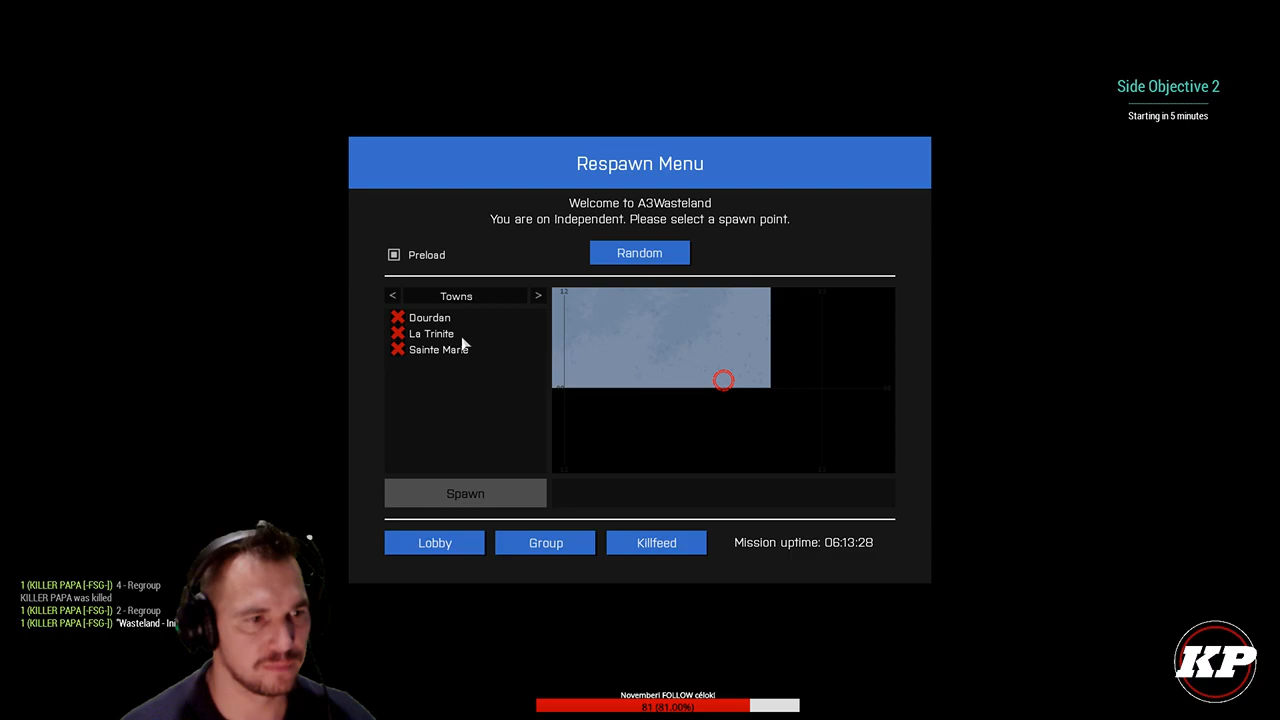 Side Objective 2
Starting in 5 minutes
Respawn Menu
Welcome to A3Wasteland
You are on Independent. Please select a spawn point.
Preload
Random
< Towns >
Dourdan
La Trinite
Sainte Marie
12
Spawn
Lobby
Group
Killfeed
Mission uptime: 06:13:28
1 (KILLER PAPA [-FSG-]) 4 - Regroup
KILLER PAPA was killed
1 (KILLER PAPA [-FSG-]) 2 - Regroup
1 (KILLER PAPA [-FSG-]) "Wasteland - Ini
KP
Novemberi FOLLOW célok!
81 (81.00%)